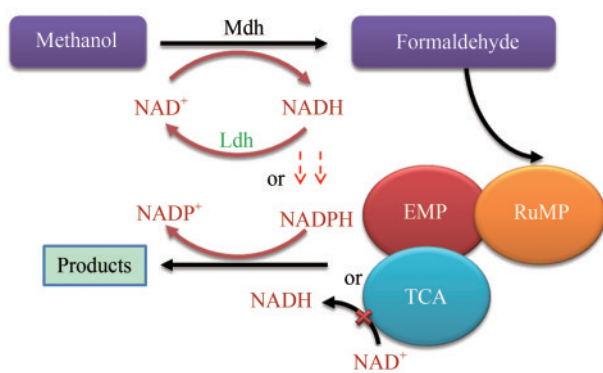 Methanol
Mdh
Formaldehyde
NAD⁺
NADH
Ldh
or
NADP⁺
NADPH
EMP
RuMP
Products
or
TCA
NADH
NAD⁺